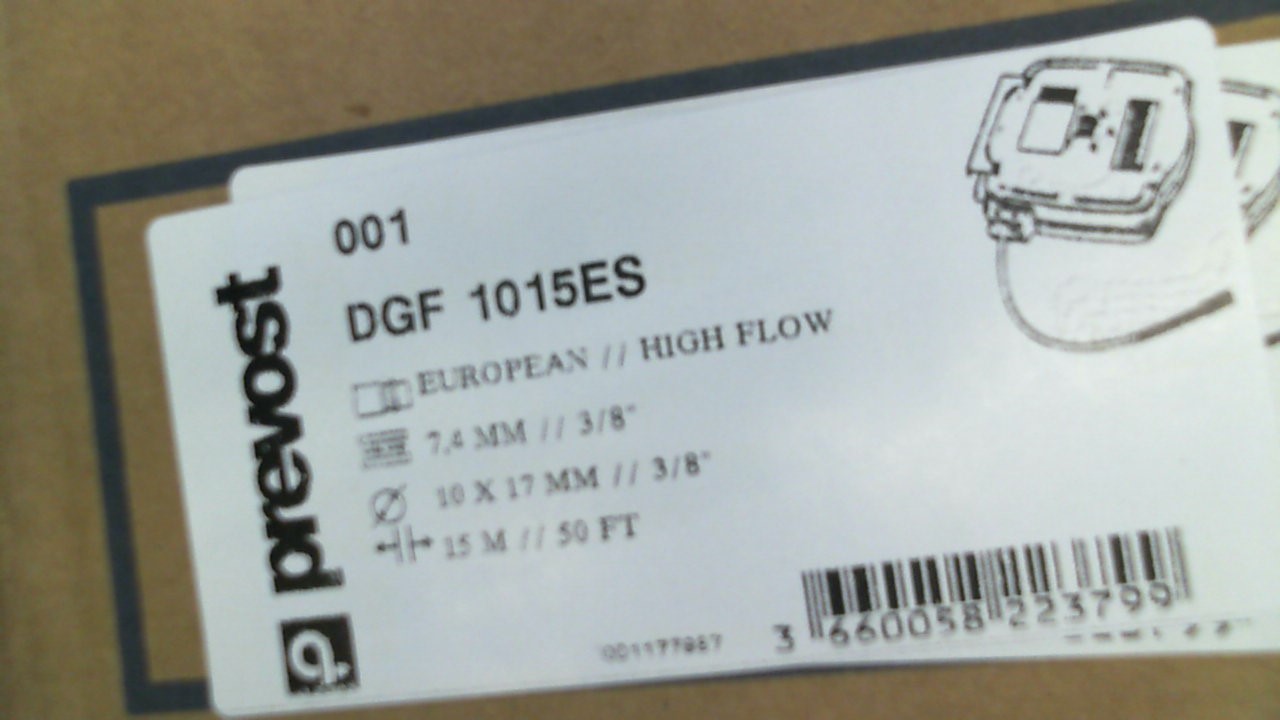 prevost
001
DGF 1015ES
EUROPEAN // HIGH FLOW
7,4 MM // 3/8"
10 X 17 MM // 3/8"
15 M // 50 FT
3 660058 223799